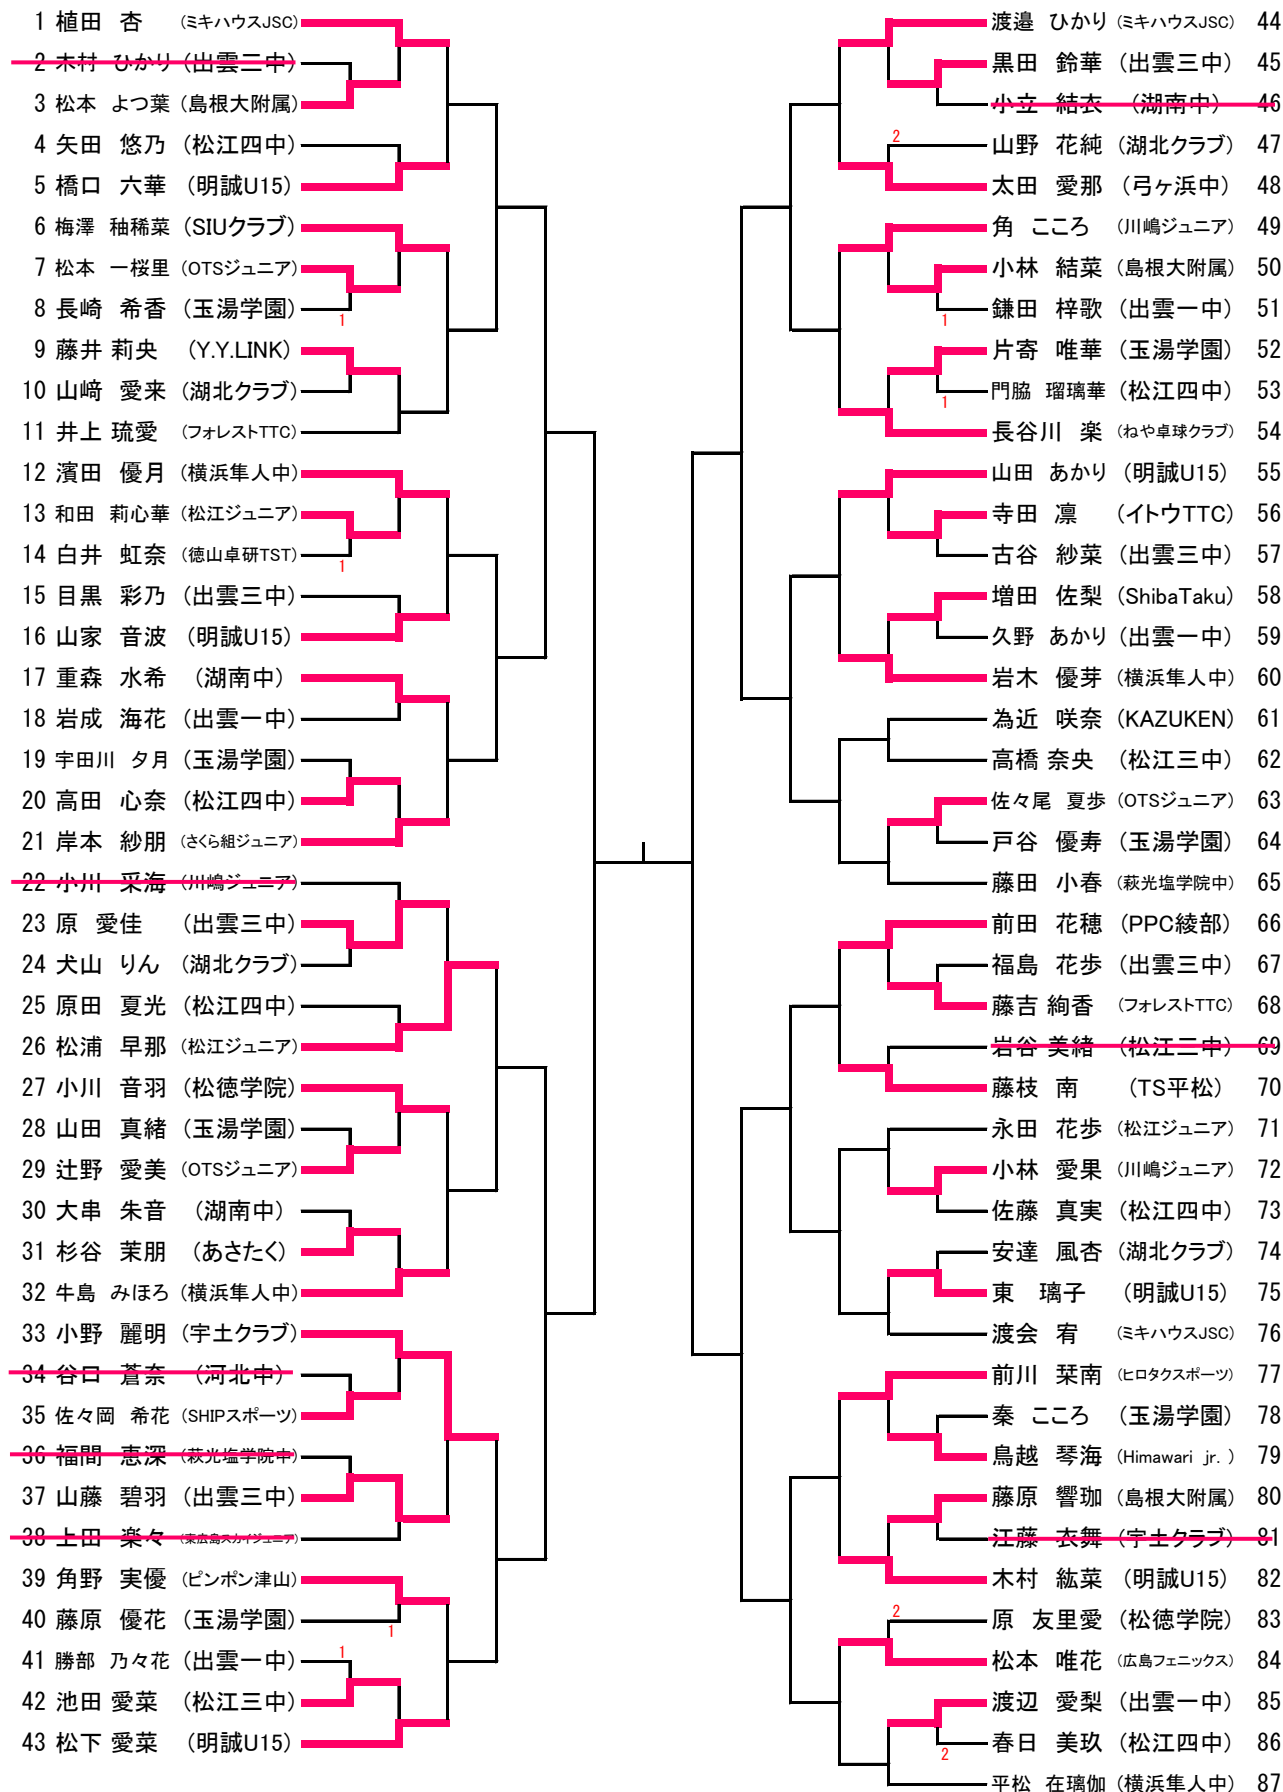 1 植田 杏 (ミキハウスJSC)
2 木村 ひかり (出雲二中)
3 松本 よつ葉 (島根大附属)
4 矢田 悠乃 (松江四中)
5 橋口 六華 (明誠U15)
6 梅澤 秞稀菜 (SIUクラブ)
7 松本 一桜里 (OTSジュニア)
8 長崎 希香 (玉湯学園)
1
9 藤井 莉央 (Y.Y.LINK)
10 山﨑 愛来 (湖北クラブ)
11 井上 琉愛 (フォレストTTC)
12 濱田 優月 (横浜隼人中)
13 和田 莉心華 (松江ジュニア)
14 白井 虹奈 (徳山卓研TST)
1
15 目黒 彩乃 (出雲三中)
16 山家 音波 (明誠U15)
17 重森 水希 (湖南中)
18 岩成 海花 (出雲一中)
19 宇田川 夕月 (玉湯学園)
20 高田 心奈 (松江四中)
21 岸本 紗朋 (さくら組ジュニア)
22 小川 采海 (川嶋ジュニア)
23 原 愛佳 (出雲三中)
24 犬山 りん (湖北クラブ)
25 原田 夏光 (松江四中)
26 松浦 早那 (松江ジュニア)
27 小川 音羽 (松徳学院)
28 山田 真緒 (玉湯学園)
29 辻野 愛美 (OTSジュニア)
30 大串 朱音 (湖南中)
31 杉谷 茉朋 (あさたく)
32 牛島 みほろ (横浜隼人中)
33 小野 麗明 (宇土クラブ)
34 谷口 蒼奈 (河北中)
35 佐々岡 希花 (SHIPスポーツ)
36 福間 恵深 (萩光塩学院中)
37 山藤 碧羽 (出雲三中)
38 上田 楽々 (東広島スカイジュニア)
39 角野 実優 (ピンポン津山)
40 藤原 優花 (玉湯学園)
1
1
41 勝部 乃々花 (出雲一中)
42 池田 愛菜 (松江三中)
43 松下 愛菜 (明誠U15)
渡邉 ひかり (ミキハウスJSC) 44
黒田 鈴華 (出雲三中) 45
小立 結衣 (湖南中) 46
2
山野 花純 (湖北クラブ) 47
太田 愛那 (弓ヶ浜中) 48
角 こころ (川嶋ジュニア) 49
小林 結菜 (島根大附属) 50
鎌田 梓歌 (出雲一中) 51
1
片寄 唯華 (玉湯学園) 52
門脇 瑠璃華 (松江四中) 53
1
長谷川 楽 (ねや卓球クラブ) 54
山田 あかり (明誠U15) 55
寺田 凛 (イトウTTC) 56
古谷 紗菜 (出雲三中) 57
増田 佐梨 (ShibaTaku) 58
久野 あかり (出雲一中) 59
岩木 優芽 (横浜隼人中) 60
為近 咲奈 (KAZUKEN) 61
高橋 奈央 (松江三中) 62
佐々尾 夏歩 (OTSジュニア) 63
戸谷 優寿 (玉湯学園) 64
藤田 小春 (萩光塩学院中) 65
前田 花穂 (PPC綾部) 66
福島 花歩 (出雲三中) 67
藤吉 絢香 (フォレストTTC) 68
岩谷 美緒 (松江三中) 69
藤枝 南 (TS平松) 70
永田 花歩 (松江ジュニア) 71
小林 愛果 (川嶋ジュニア) 72
佐藤 真実 (松江四中) 73
安達 風杏 (湖北クラブ) 74
東 璃子 (明誠U15) 75
渡会 宥 (ミキハウスJSC) 76
前川 栞南 (ヒロタクスポーツ) 77
秦 こころ (玉湯学園) 78
鳥越 琴海 (Himawari jr. ) 79
藤原 響珈 (島根大附属) 80
江藤 衣舞 (宇土クラブ) 81
木村 紘菜 (明誠U15) 82
2
原 友里愛 (松徳学院) 83
松本 唯花 (広島フェニックス) 84
渡辺 愛梨 (出雲一中) 85
春日 美玖 (松江四中) 86
2
平松 在璃伽 (横浜隼人中) 87